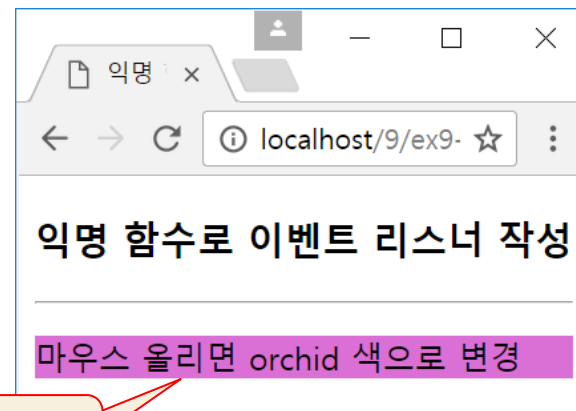 익명
localhost/9/ex9-
익명 함수로 이벤트 리스너 작성
마우스 올리면 orchid 색으로 변경